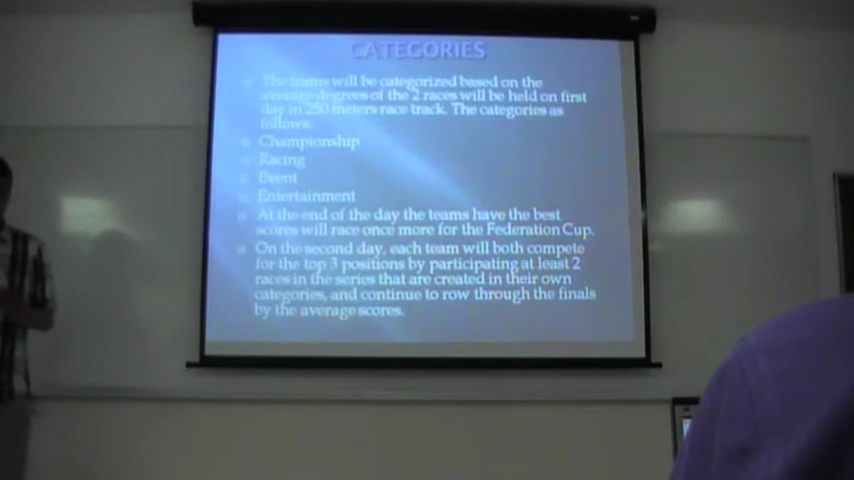 CATEGORIES
The teams will be categorized based on the
average degrees of the 2 races will be held on first
day in 250 meters race track. The categories as
follows:
Championship
Racing
Event
Entertainment
At the end of the day the teams have the best
scores will race once more for the Federation Cup.
On the second day, each team will both compete
for the top 3 positions by participating at least 2
races in the series that are created in their own
categories, and continue to row through the finals
by the average scores.